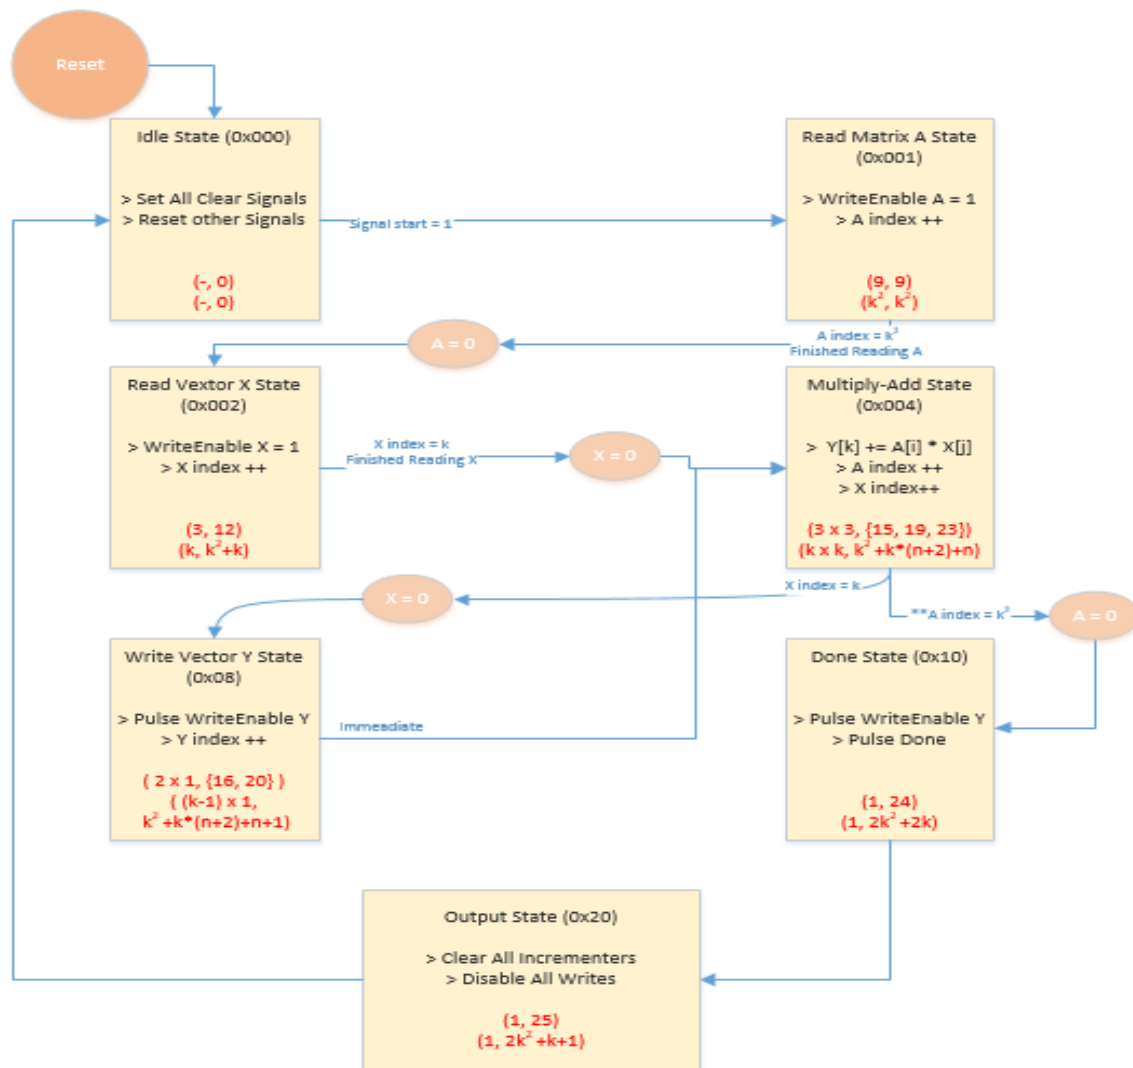 Reset
Idle State (0x000)
> Set All Clear Signals
> Reset other Signals
(-, 0)
(-, 0)
Signal start = 1
Read Matrix A State
(0x001)
> WriteEnable A = 1
> A index ++
(9, 9)
(k², k²)
A index = k²
Finished Reading A
A = 0
Read Vextor X State
(0x002)
> WriteEnable X = 1
> X index ++
(3, 12)
(k, k²+k)
X index = k
Finished Reading X
X = 0
Multiply-Add State
(0x004)
> Y[k] += A[i] * X[j]
> A index ++
> X index++
(3 x 3, {15, 19, 23})
(k x k, k²+k*(n+2)+n)
X index = k
X = 0
**A index = k²
A = 0
Write Vector Y State
(0x08)
> Pulse WriteEnable Y
> Y index ++
( 2 x 1, {16, 20} )
( (k-1) x 1,
k²+k*(n+2)+n+1)
Immeadiate
Done State (0x10)
> Pulse WriteEnable Y
> Pulse Done
(1, 24)
(1, 2k²+2k)
Output State (0x20)
> Clear All Incrementers
> Disable All Writes
(1, 25)
(1, 2k²+k+1)